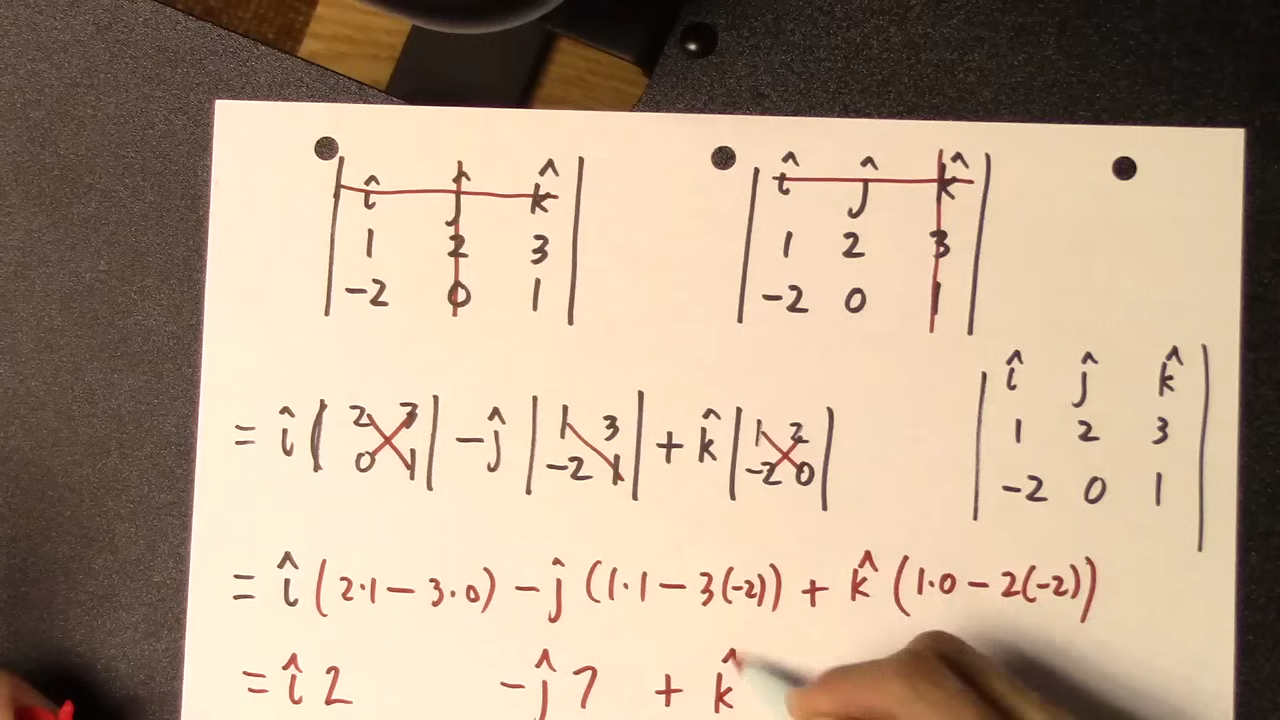 | î ĵ k̂ |
| 1 2 3 |
| -2 0 1 |
| î ĵ k̂ |
| 1 2 3 |
| -2 0 1 |
| î ĵ k̂ |
| 1 2 3 |
| -2 0 1 |
= î | 2 3 | - ĵ | 1 3 | + k̂ | 1 2 |
| 0 1 | | -2 1 | | -2 0 |
= î (2·1 - 3·0) - ĵ (1·1 - 3(-2)) + k̂ (1·0 - 2(-2))
= î 2 - ĵ 7 + k̂